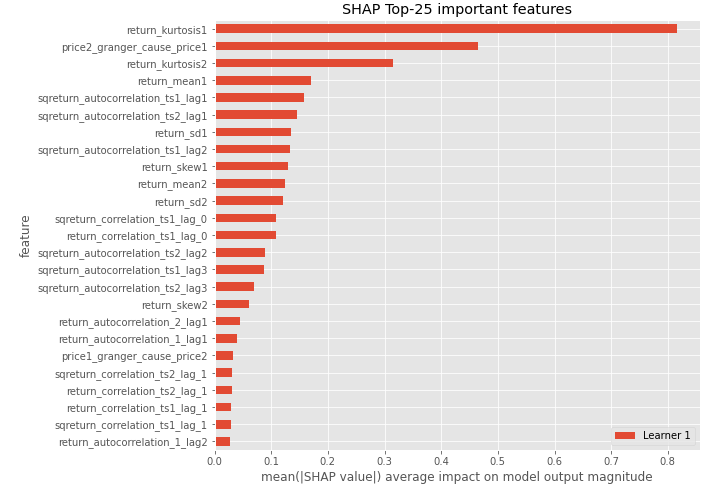 SHAP Top-25 important features
feature
return_kurtosis1
price2_granger_cause_price1
return_kurtosis2
return_mean1
sqreturn_autocorrelation_ts1_lag1
sqreturn_autocorrelation_ts2_lag1
return_sd1
sqreturn_autocorrelation_ts1_lag2
return_skew1
return_mean2
return_sd2
sqreturn_correlation_ts1_lag_0
return_correlation_ts1_lag_0
sqreturn_autocorrelation_ts2_lag2
sqreturn_autocorrelation_ts1_lag3
sqreturn_autocorrelation_ts2_lag3
return_skew2
return_autocorrelation_2_lag1
return_autocorrelation_1_lag1
price1_granger_cause_price2
sqreturn_correlation_ts2_lag_1
return_correlation_ts2_lag_1
return_correlation_ts1_lag_1
sqreturn_correlation_ts1_lag_1
return_autocorrelation_1_lag2
Learner 1
0.0 0.1 0.2 0.3 0.4 0.5 0.6 0.7 0.8
mean(|SHAP value|) average impact on model output magnitude